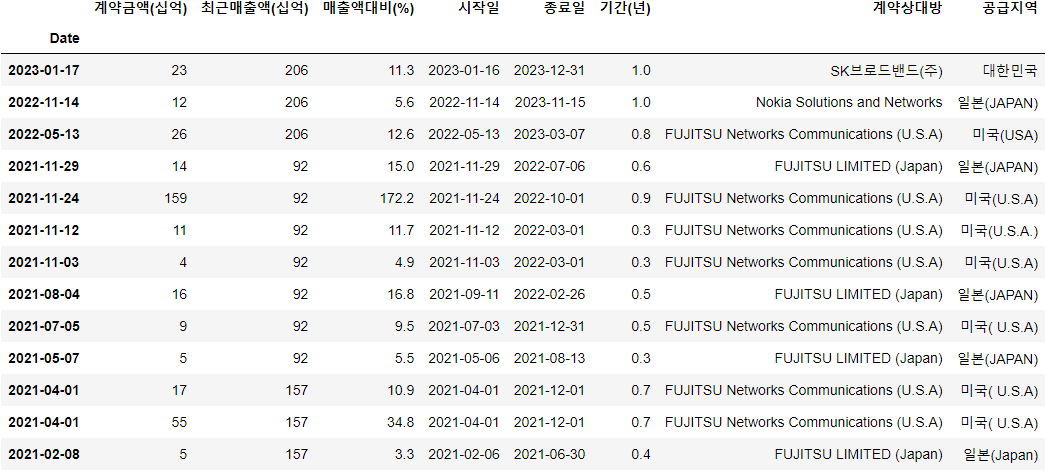 계약금액(십억) 최근매출액(십억) 매출액대비(%) 시작일 종료일 기간(년) 계약상대방 공급지역
Date
2023-01-17 23 206 11.3 2023-01-16 2023-12-31 1.0 SK브로드밴드(주) 대한민국
2022-11-14 12 206 5.6 2022-11-14 2023-11-15 1.0 Nokia Solutions and Networks 일본(JAPAN)
2022-05-13 26 206 12.6 2022-05-13 2023-03-07 0.8 FUJITSU Networks Communications (U.S.A) 미국(USA)
2021-11-29 14 92 15.0 2021-11-29 2022-07-06 0.6 FUJITSU LIMITED (Japan) 일본(JAPAN)
2021-11-24 159 92 172.2 2021-11-24 2022-10-01 0.9 FUJITSU Networks Communications (U.S.A) 미국(U.S.A)
2021-11-12 11 92 11.7 2021-11-12 2022-03-01 0.3 FUJITSU Networks Communications (U.S.A) 미국(U.S.A.)
2021-11-03 4 92 4.9 2021-11-03 2022-03-01 0.3 FUJITSU Networks Communications (U.S.A) 미국(U.S.A)
2021-08-04 16 92 16.8 2021-09-11 2022-02-26 0.5 FUJITSU LIMITED (Japan) 일본(JAPAN)
2021-07-05 9 92 9.5 2021-07-03 2021-12-31 0.5 FUJITSU Networks Communications (U.S.A) 미국( U.S.A)
2021-05-07 5 92 5.5 2021-05-06 2021-08-13 0.3 FUJITSU LIMITED (Japan) 일본(JAPAN)
2021-04-01 17 157 10.9 2021-04-01 2021-12-01 0.7 FUJITSU Networks Communications (U.S.A) 미국( U.S.A)
2021-04-01 55 157 34.8 2021-04-01 2021-12-01 0.7 FUJITSU Networks Communications (U.S.A) 미국( U.S.A)
2021-02-08 5 157 3.3 2021-02-06 2021-06-30 0.4 FUJITSU LIMITED (Japan) 일본(Japan)